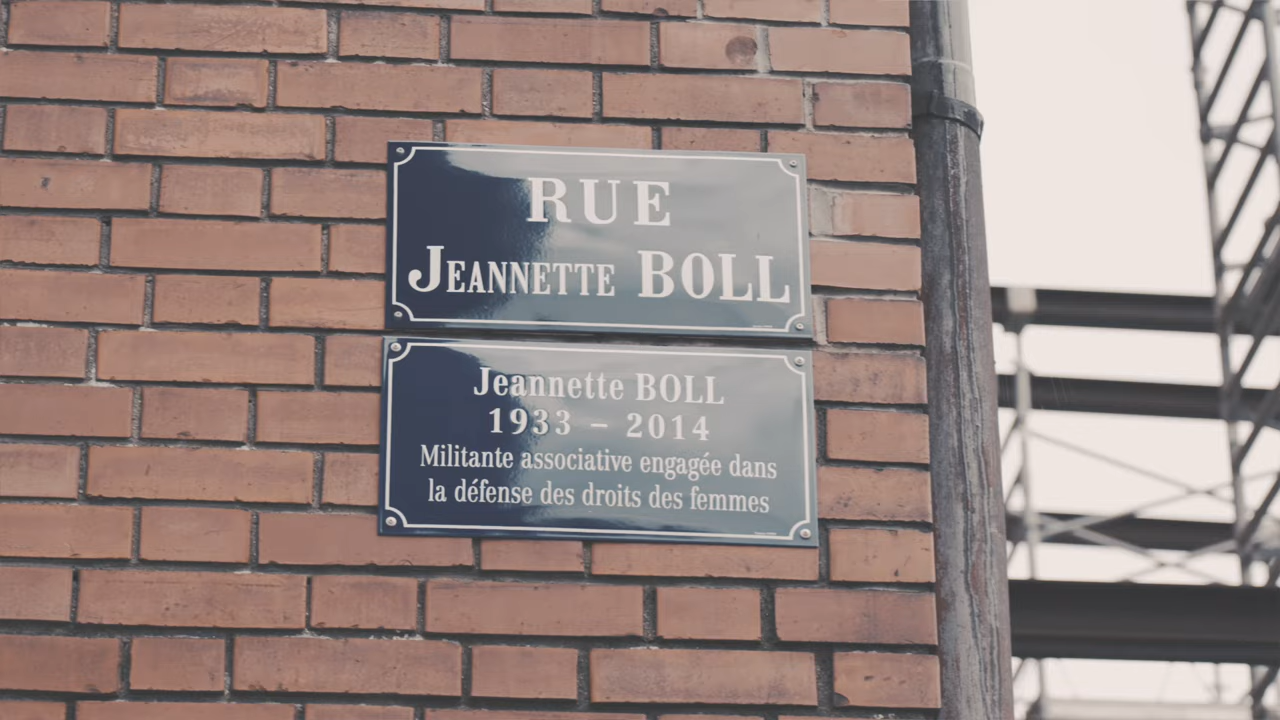 RUE
JEANNETTE BOLL
Jeannette BOLL
1933 – 2014
Militante associative engagée dans
la défense des droits des femmes